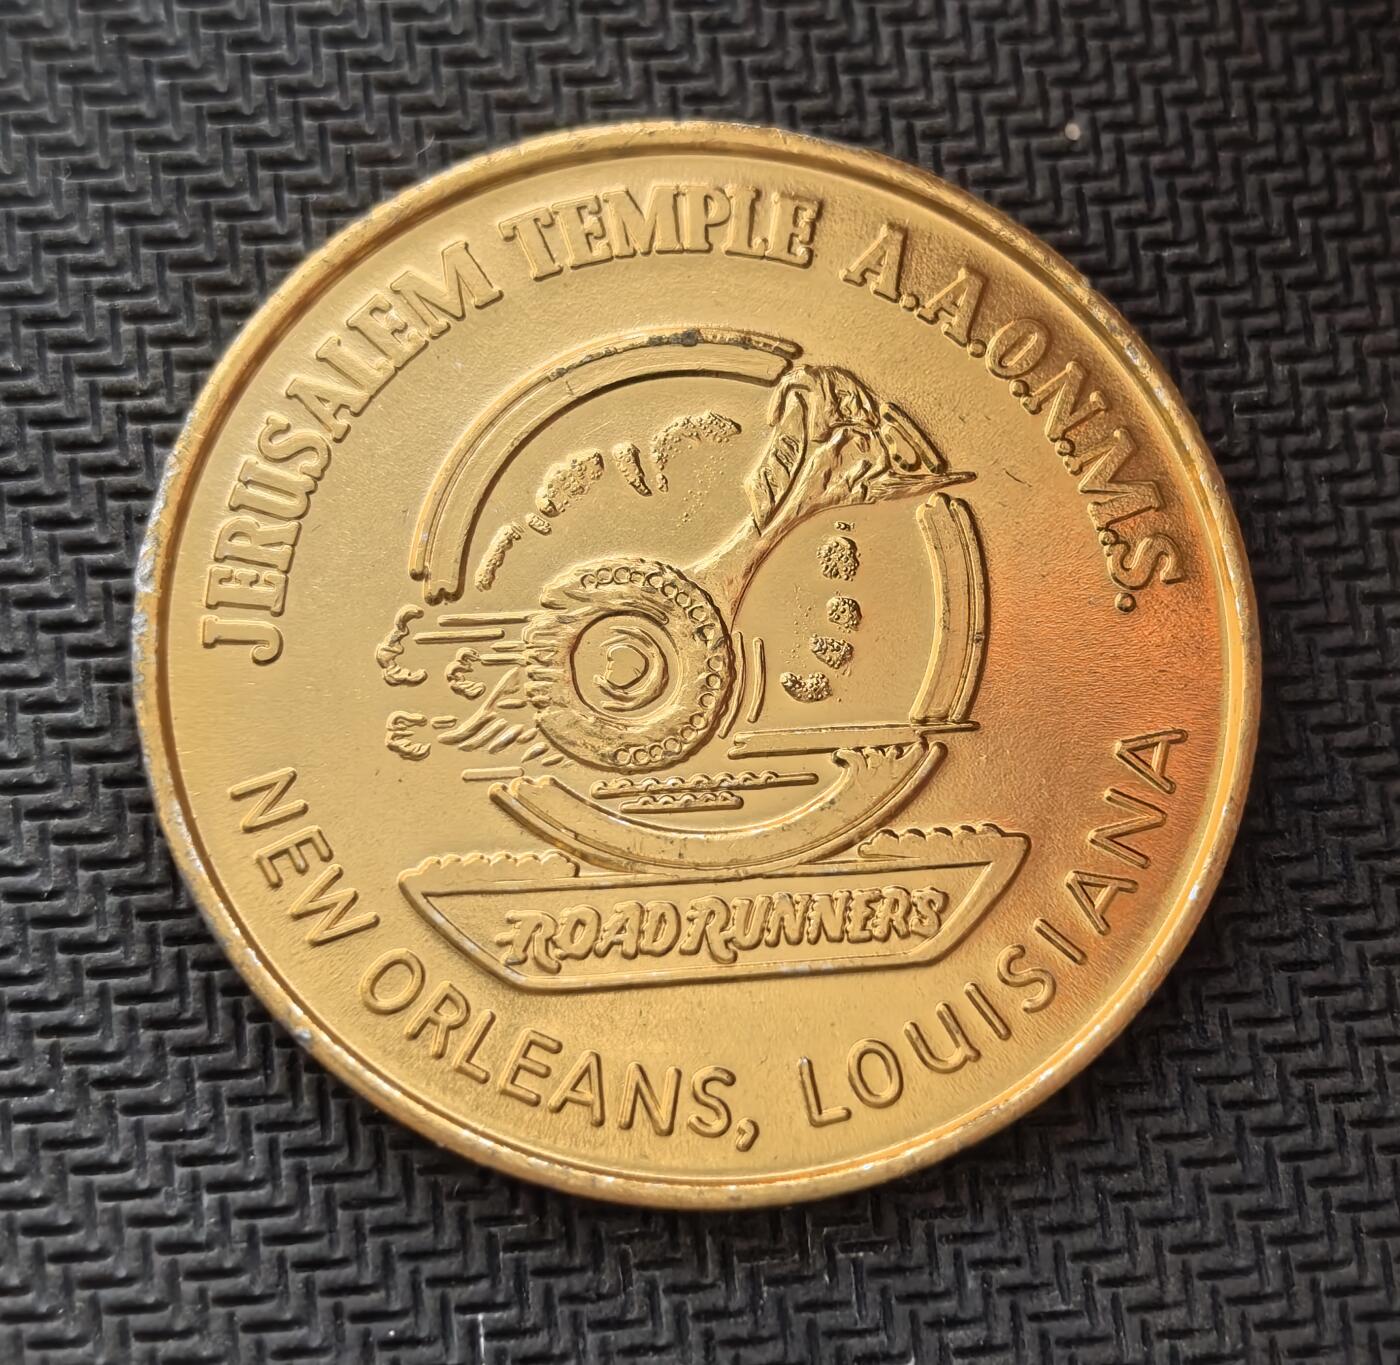 JERUSALEM TEMPLE A.A.O.N.M.S.
ROADRUNNERS
NEW ORLEANS, LOUISIANA